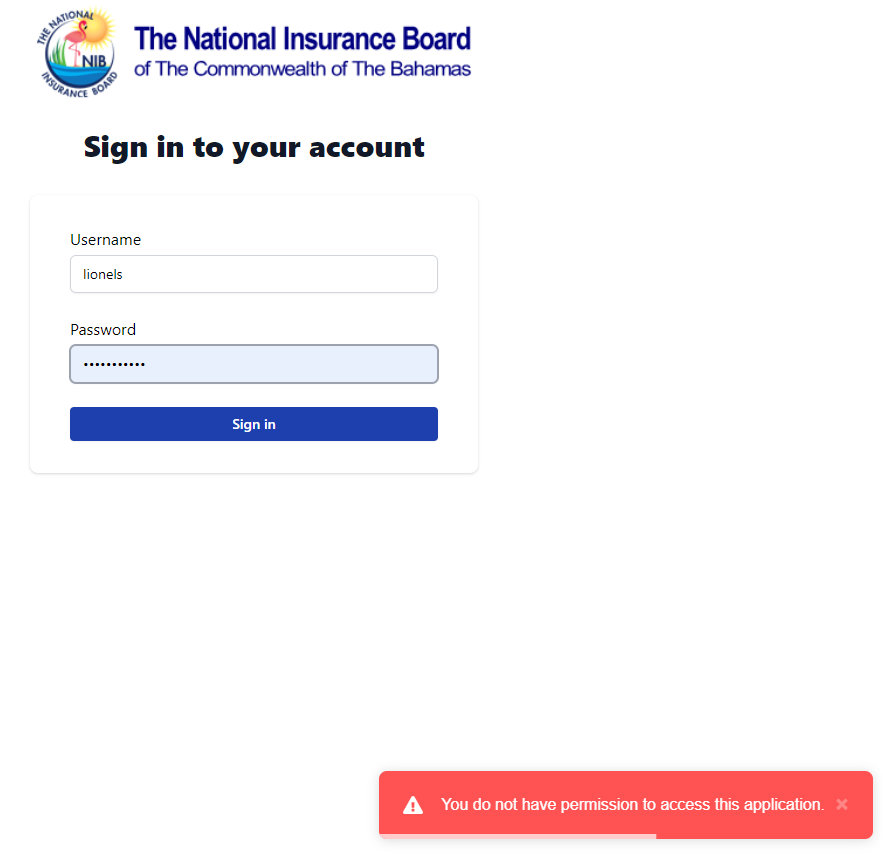 THE NATIONAL
NIB
INSURANCE BOARD
The National Insurance Board
of The Commonwealth of The Bahamas
Sign in to your account
Username
lionels
Password
•••••••••••
Sign in
You do not have permission to access this application. ×